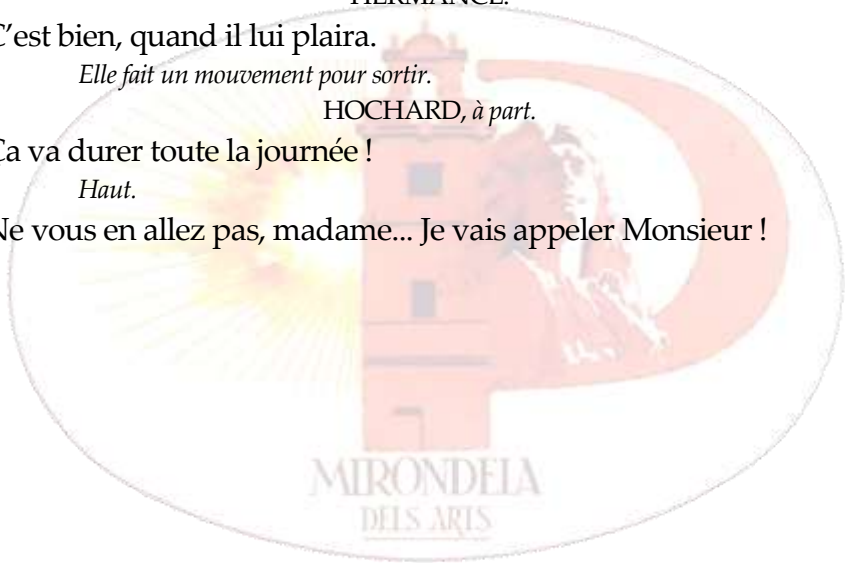 HERMANCE.
C’est bien, quand il lui plaira.
Elle fait un mouvement pour sortir.
HOCHARD, à part.
Ça va durer toute la journée !
Haut.
Ne vous en allez pas, madame... Je vais appeler Monsieur !
MIRONDELA
DELS ARTS